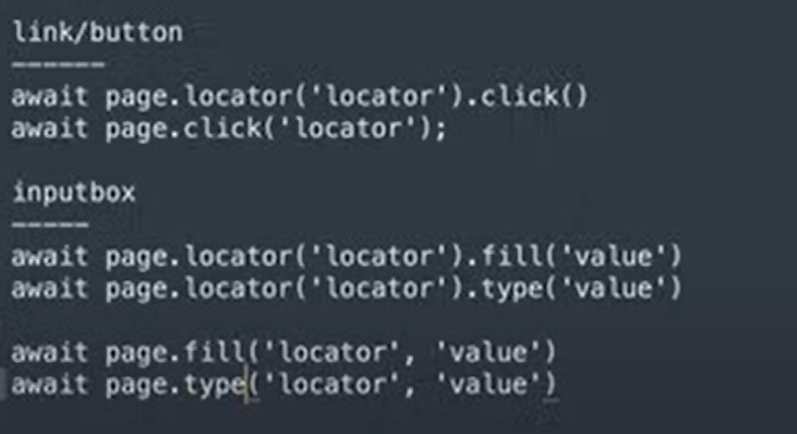 link/button
------
await page.locator('locator').click()
await page.click('locator');
inputbox
-----
await page.locator('locator').fill('value')
await page.locator('locator').type('value')
await page.fill('locator', 'value')
await page.type('locator', 'value')